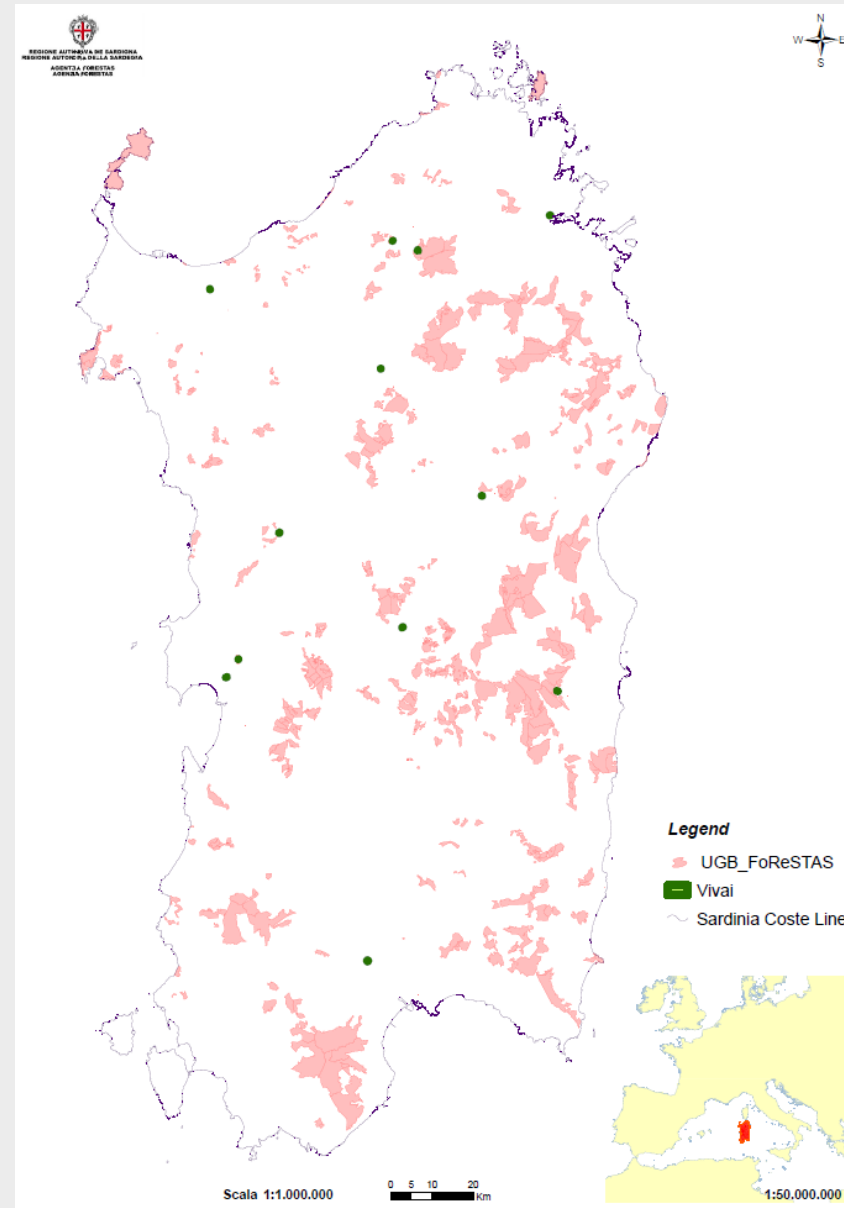 REGIONE AUTÒNOMA DE SARDIGNA
REGIONE AUTONOMA DELLA SARDEGNA
AGENTZIA FORESTAS
AGENZIA FORESTAS
N
W E
S
Legend
UGB_FoReSTAS
Vivai
Sardinia Coste Line
Scala 1:1.000.000
0 5 10 20
Km
1:50.000.000